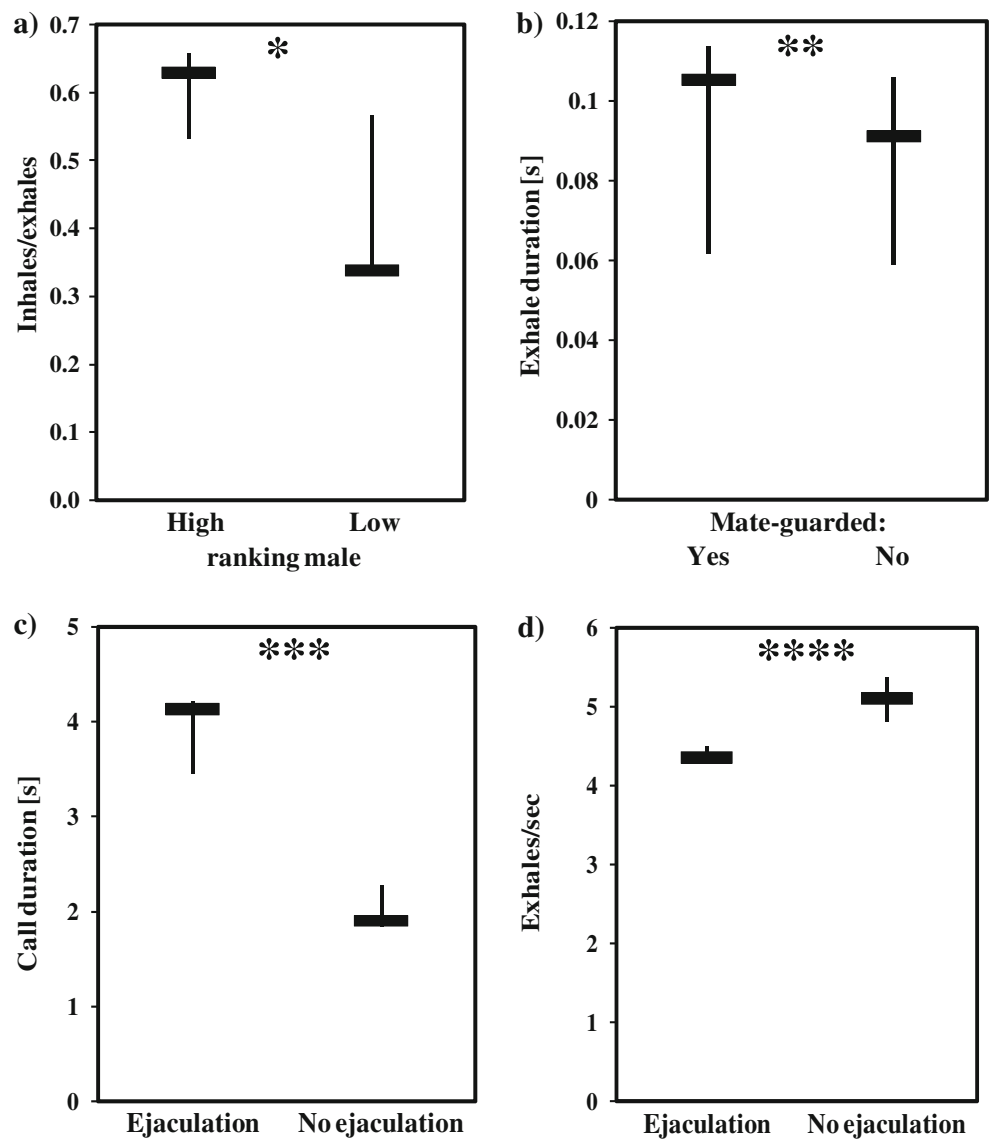 a)
*
Inhales/exhales
0.7
0.6
0.5
0.4
0.3
0.2
0.1
0.0
High Low
ranking male
b)
**
Exhale duration [s]
0.12
0.1
0.08
0.06
0.04
0.02
0
Mate-guarded:
Yes No
c)
***
Call duration [s]
5
4
3
2
1
0
Ejaculation No ejaculation
d)
****
Exhales/sec
6
5
4
3
2
1
0
Ejaculation No ejaculation